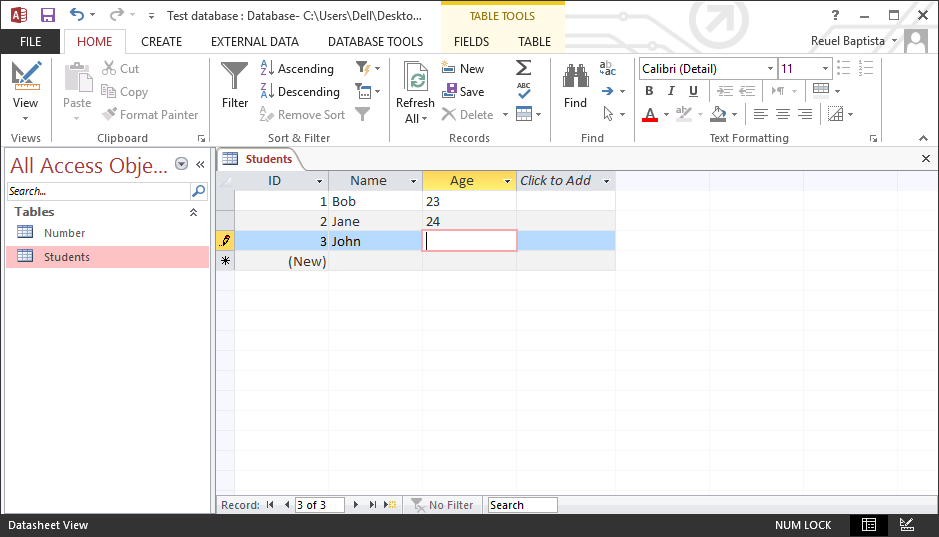 Test database : Database- C:\Users\Dell\Deskto... TABLE TOOLS ?
FILE HOME CREATE EXTERNAL DATA DATABASE TOOLS FIELDS TABLE Reuel Baptista
View
Views
Paste
Cut
Copy
Format Painter
Clipboard
Filter
Ascending
Descending
Remove Sort
Sort & Filter
Refresh
All
New
Save
Delete
ABC
Records
Find
ab
ac
Find
Calibri (Detail) 11
B I U
A ab
Text Formatting
All Access Obje...
Search...
Tables
Number
Students
Students
ID Name Age Click to Add
1 Bob 23
2 Jane 24
3 John
(New)
Record: 3 of 3 No Filter Search
Datasheet View NUM LOCK